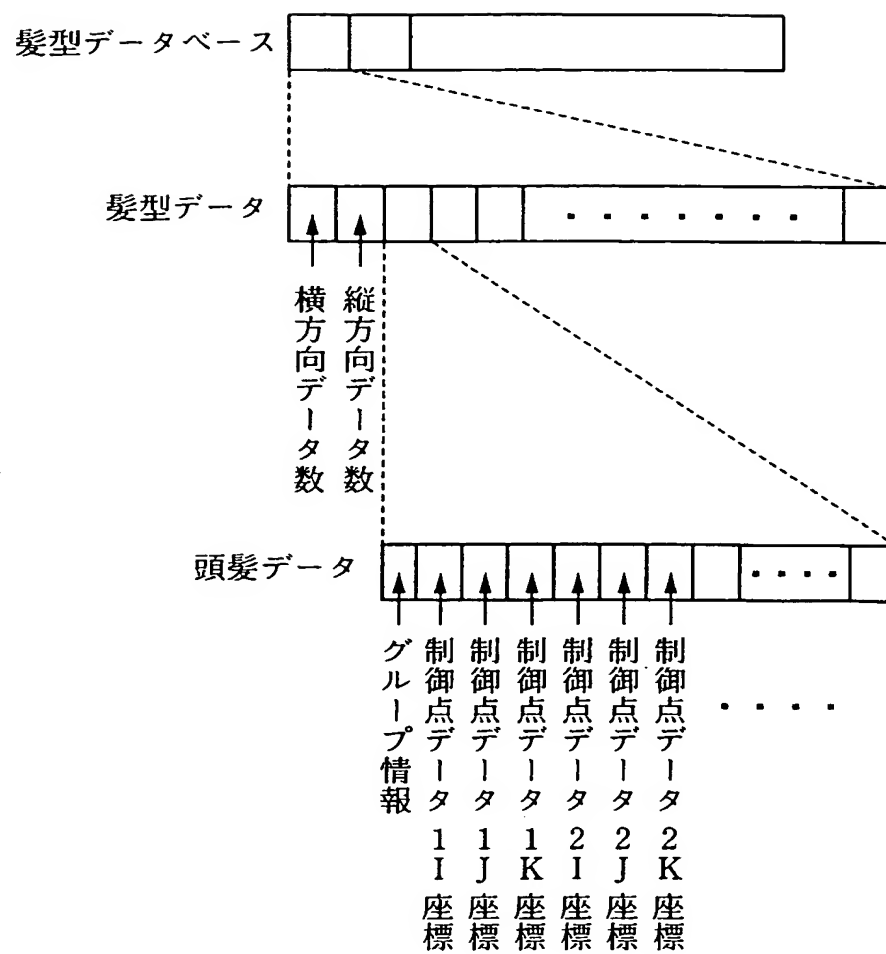 髪型データベース
髪型データ
横方向データ数
縦方向データ数
頭髪データ
グループ情報
制御点データ1I座標
制御点データ1J座標
制御点データ1K座標
制御点データ2I座標
制御点データ2J座標
制御点データ2K座標